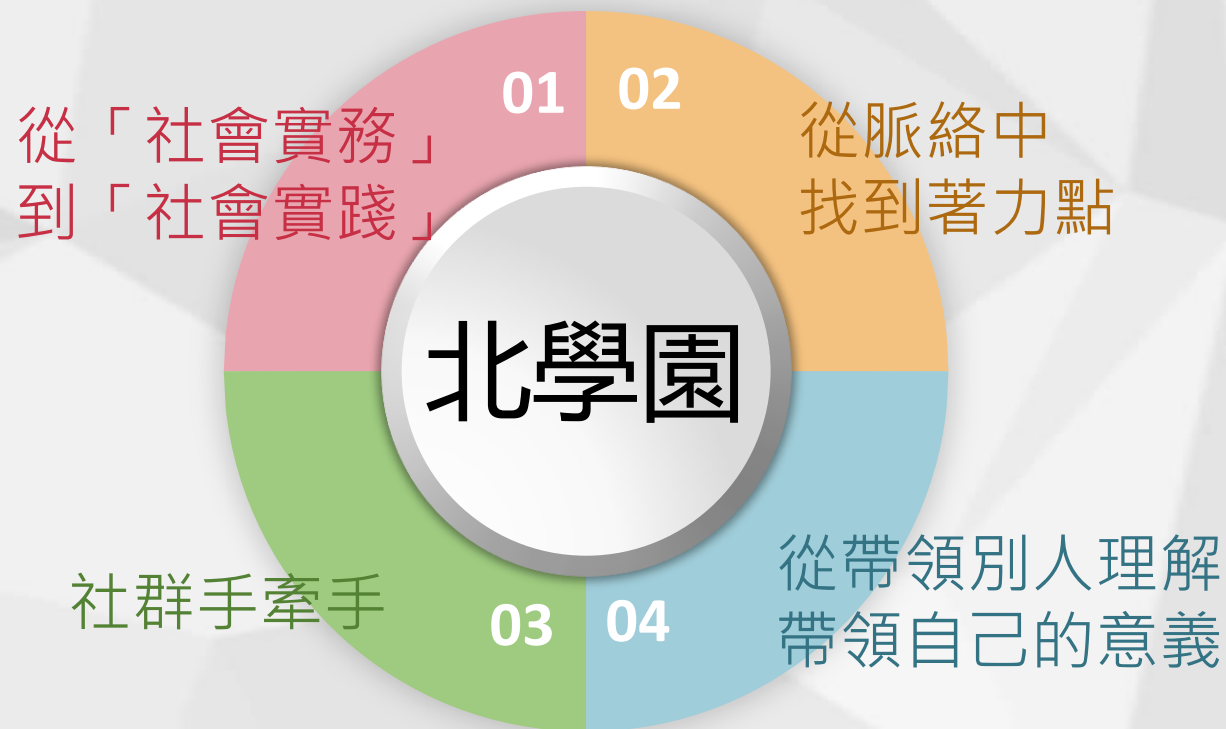 01
從「社會實務」
到「社會實踐」
02
從脈絡中
找到著力點
北學園
03
社群手牽手
04
從帶領別人理解
帶領自己的意義